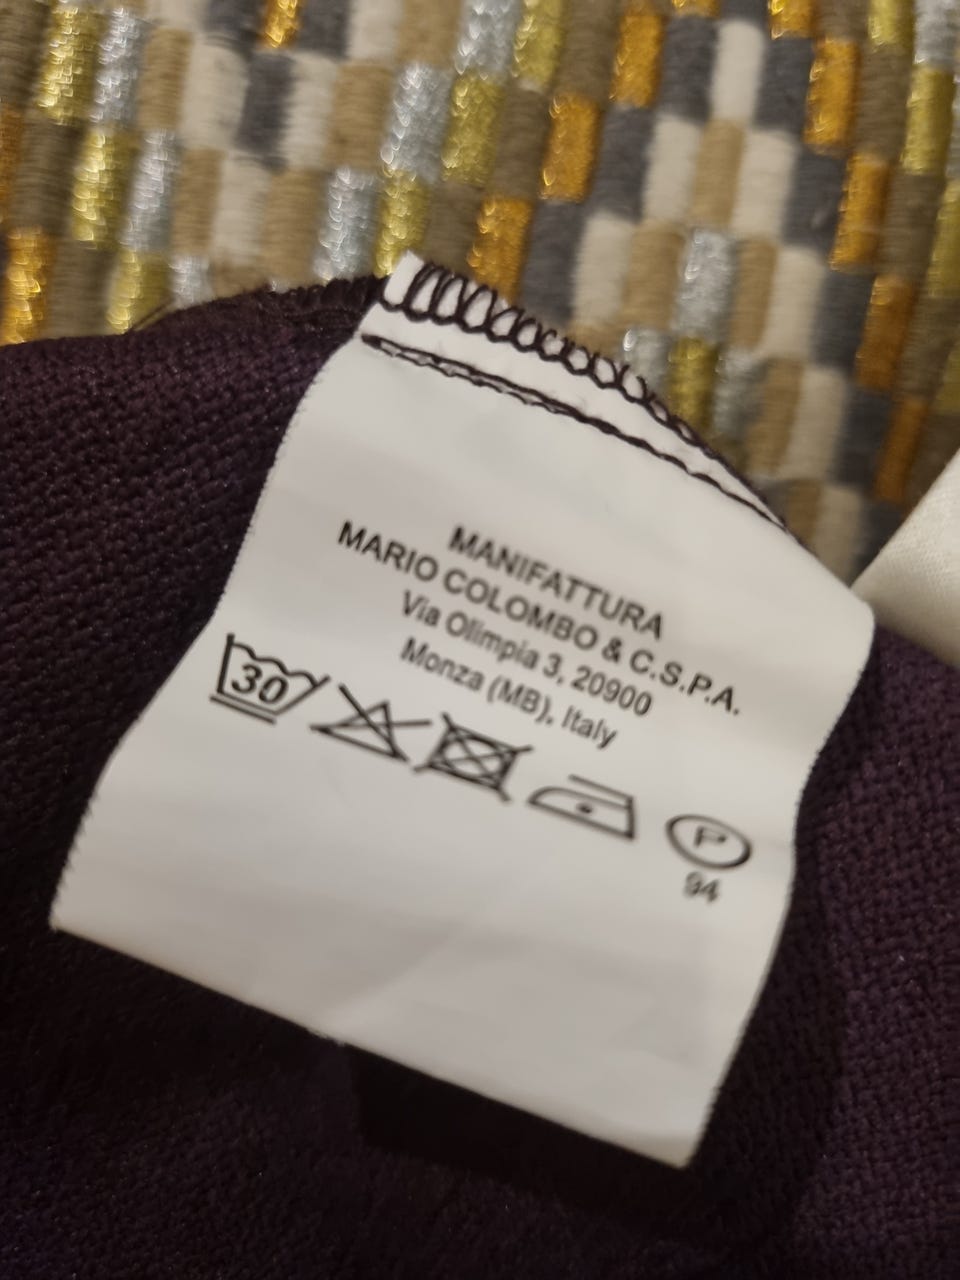 MANIFATTURA
MARIO COLOMBO & C.S.P.A.
Via Olimpia 3, 20900
Monza (MB), Italy
30
P
94